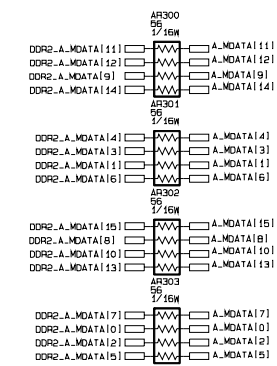 AR300
56
1/16W
DDR2_A_MDATA[11] A_MDATA[11]
DDR2_A_MDATA[12] A_MDATA[12]
DDR2_A_MDATA[9] A_MDATA[9]
DDR2_A_MDATA[14] A_MDATA[14]
AR301
56
1/16W
DDR2_A_MDATA[4] A_MDATA[4]
DDR2_A_MDATA[3] A_MDATA[3]
DDR2_A_MDATA[1] A_MDATA[1]
DDR2_A_MDATA[6] A_MDATA[6]
AR302
56
1/16W
DDR2_A_MDATA[15] A_MDATA[15]
DDR2_A_MDATA[8] A_MDATA[8]
DDR2_A_MDATA[10] A_MDATA[10]
DDR2_A_MDATA[13] A_MDATA[13]
AR303
56
1/16W
DDR2_A_MDATA[7] A_MDATA[7]
DDR2_A_MDATA[0] A_MDATA[0]
DDR2_A_MDATA[2] A_MDATA[2]
DDR2_A_MDATA[5] A_MDATA[5]